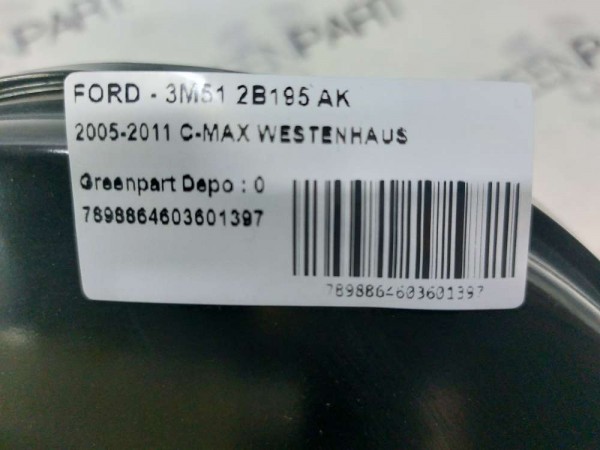 FORD - 3M51 2B195 AK
2005-2011 C-MAX WESTENHAUS
Greenpart Depo : 0
7898864603601397
7898864603601397